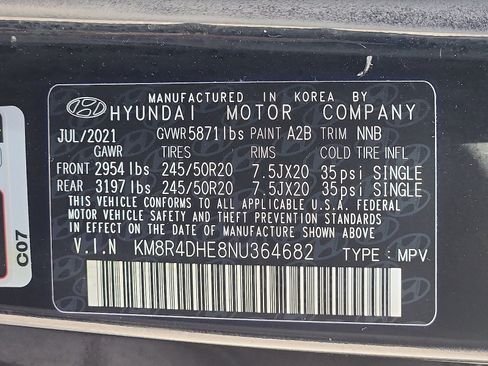 MANUFACTURED IN KOREA BY
HYUNDAI MOTOR COMPANY
JUL/2021 GVWR 5871 lbs PAINT A2B TRIM NNB
GAWR TIRES RIMS COLD TIRE INFL
FRONT 2954 lbs 245/50R20 7.5JX20 35psi SINGLE
REAR 3197 lbs 245/50R20 7.5JX20 35psi SINGLE
THIS VEHICLE CONFORMS TO ALL APPLICABLE U.S.A. FEDERAL
MOTOR VEHICLE SAFETY, BUMPER, AND THEFT PREVENTION STANDARDS
IN EFFECT ON THE DATE OF MANUFACTURE SHOWN ABOVE
V.I.N KM8R4DHE8NU364682 TYPE: MPV
C07